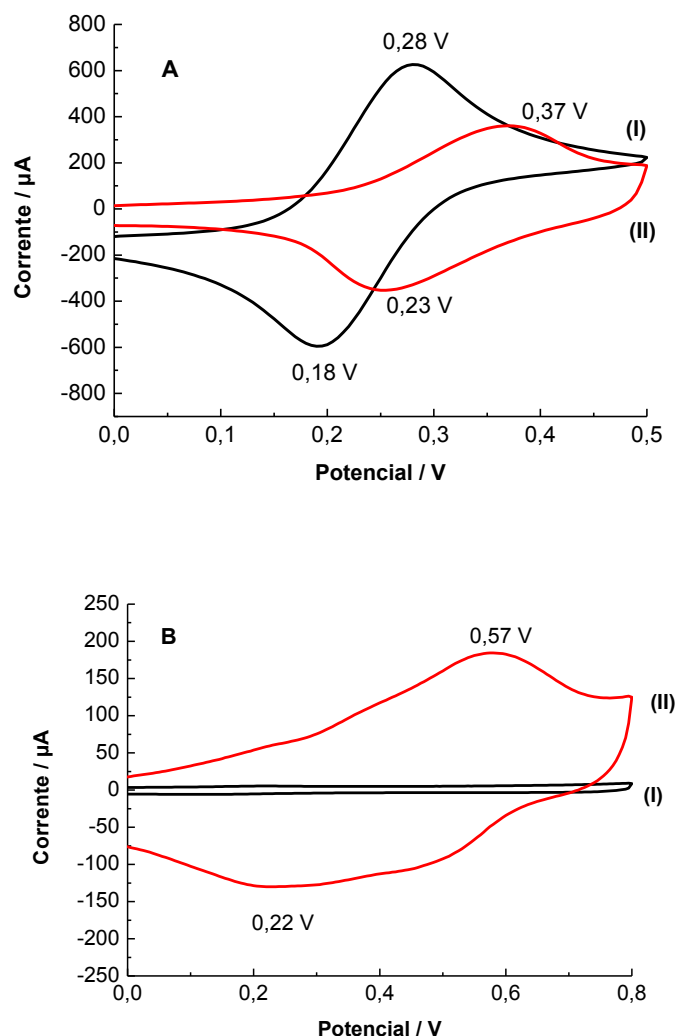 800
600
400
200
0
-200
-400
-600
-800
Corrente / µA
A
0,28 V
0,37 V
(I)
(II)
0,23 V
0,18 V
0,0 0,1 0,2 0,3 0,4 0,5
Potencial / V
250
200
150
100
50
0
-50
-100
-150
-200
-250
Corrente / µA
B
0,57 V
(II)
(I)
0,22 V
0,0 0,2 0,4 0,6 0,8
Potencial / V